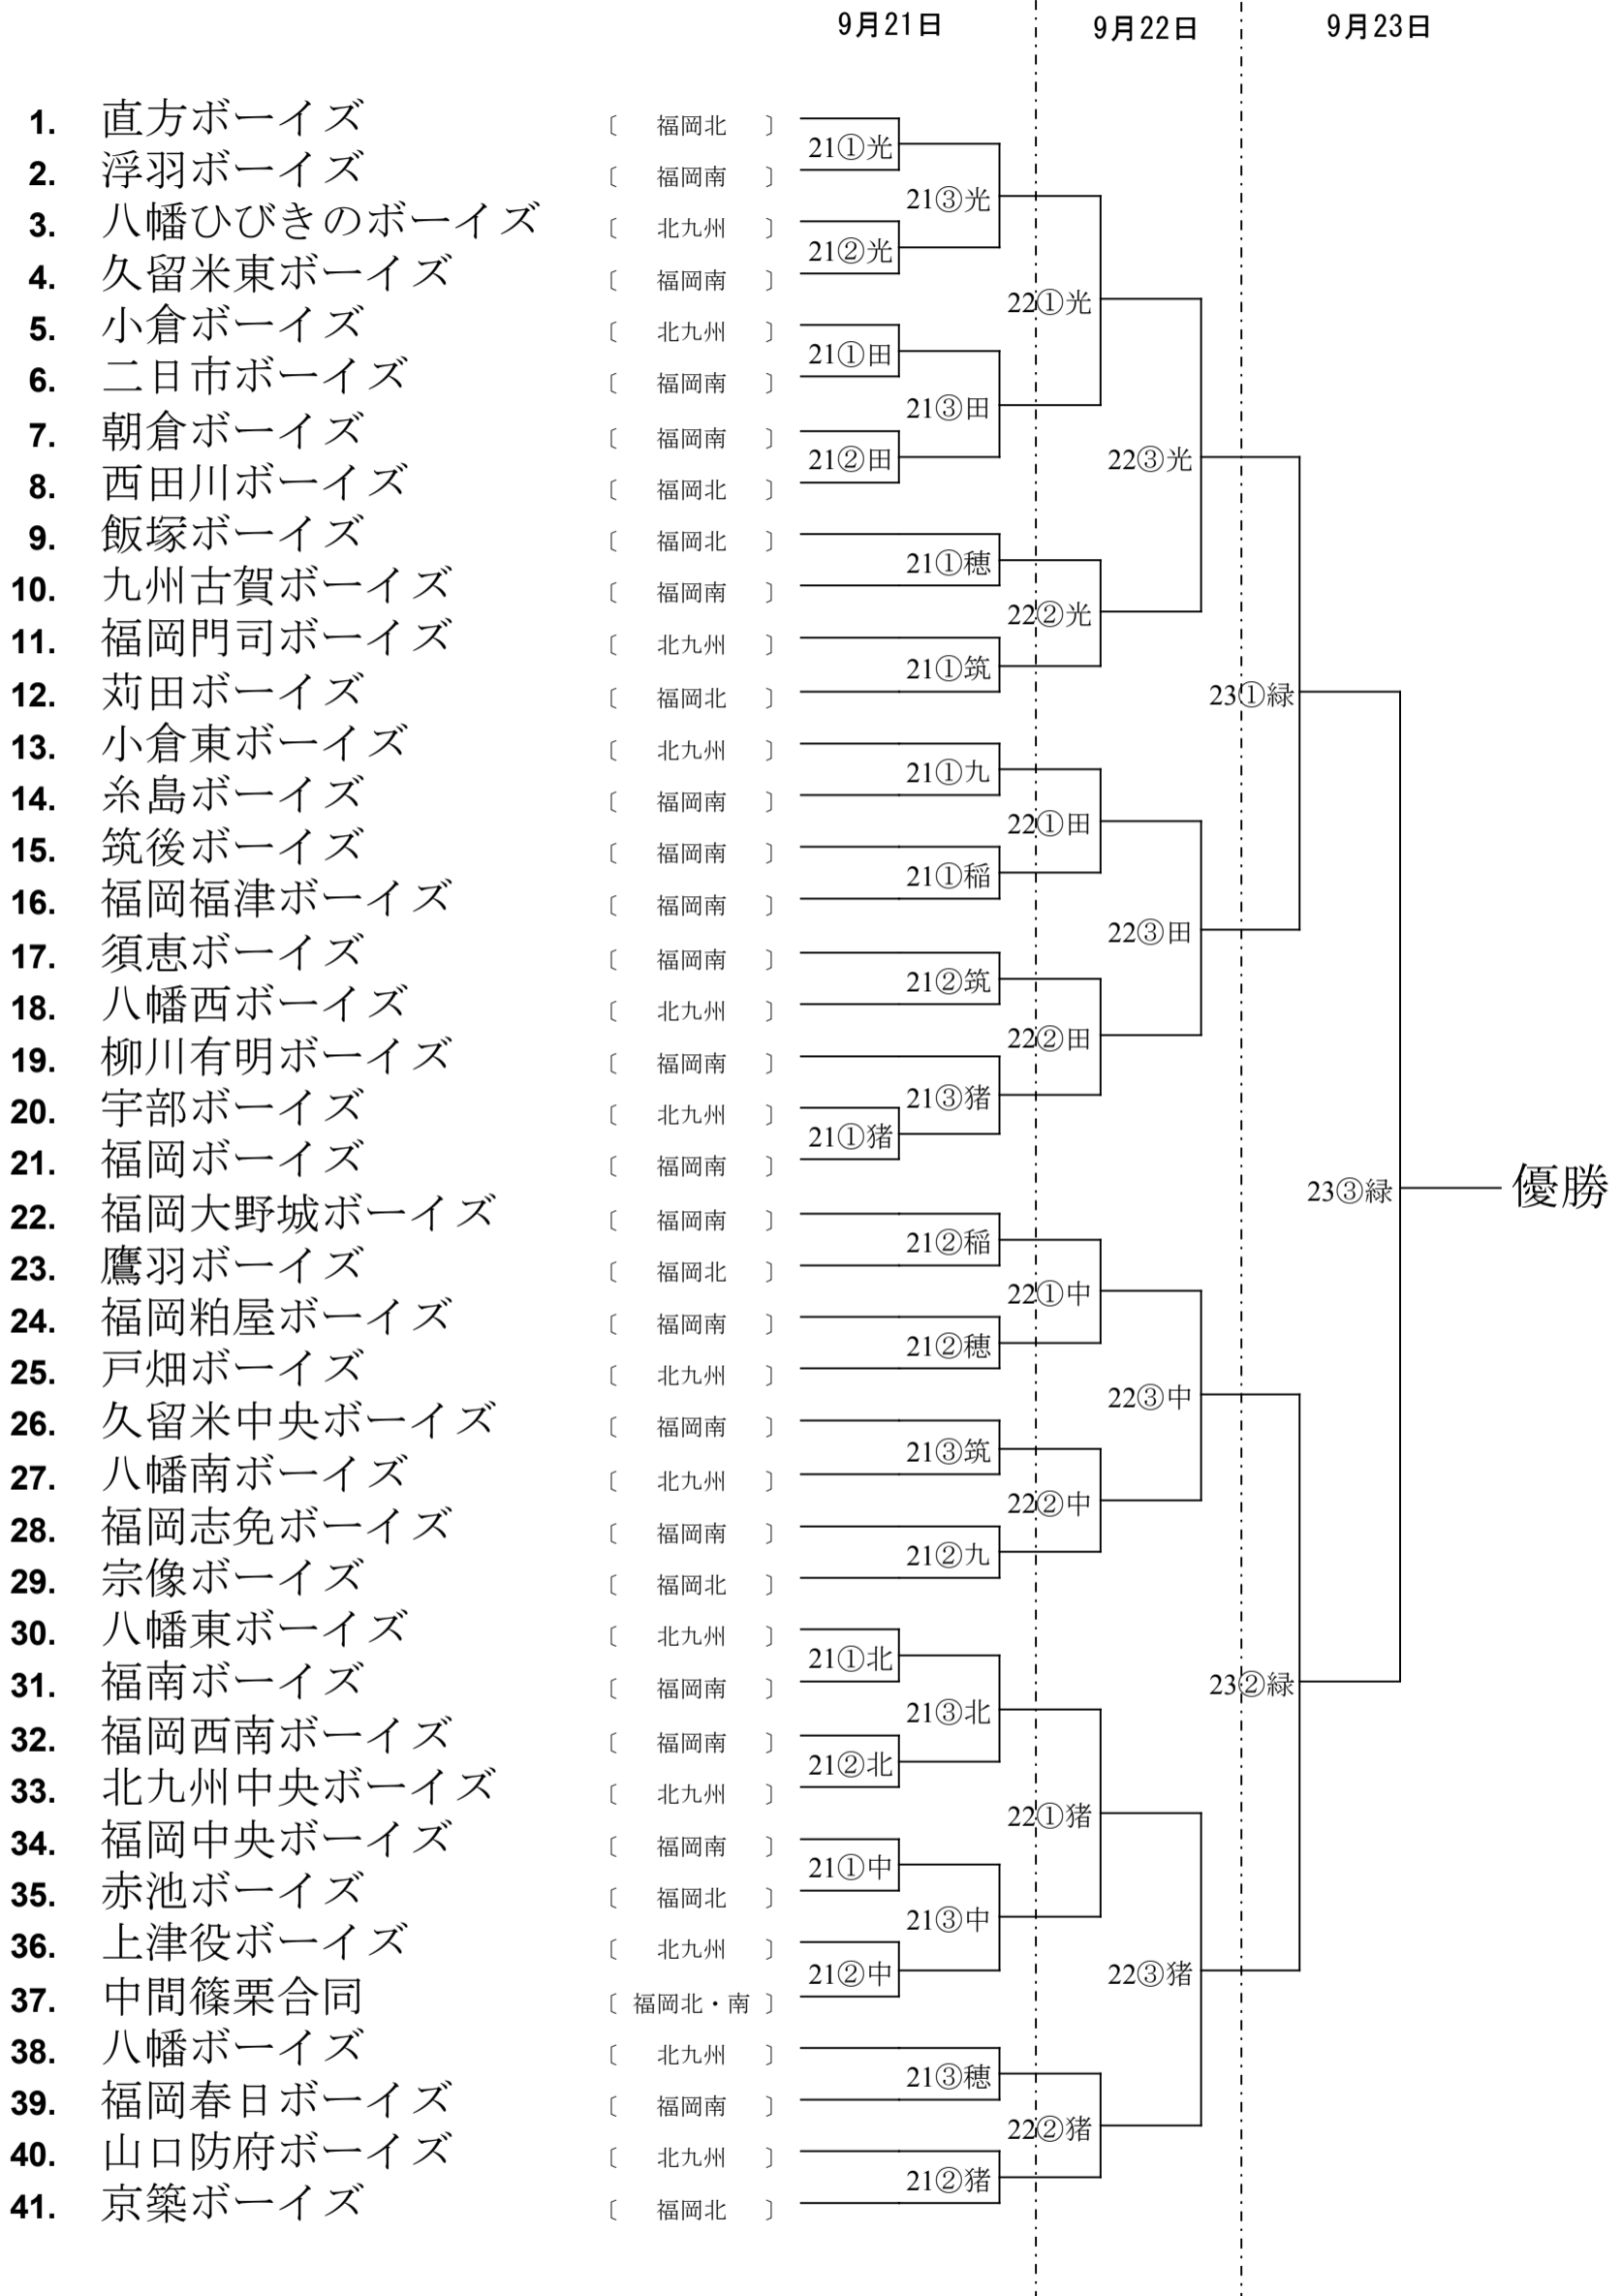 9月21日 9月22日 9月23日
1. 直方ボーイズ 〔 福岡北 〕
21①光
2. 浮羽ボーイズ 〔 福岡南 〕
21③光
3. 八幡ひびきのボーイズ 〔 北九州 〕
21②光
4. 久留米東ボーイズ 〔 福岡南 〕
22①光
5. 小倉ボーイズ 〔 北九州 〕
21①田
6. 二日市ボーイズ 〔 福岡南 〕
21③田
7. 朝倉ボーイズ 〔 福岡南 〕
21②田 22③光
8. 西田川ボーイズ 〔 福岡北 〕
9. 飯塚ボーイズ 〔 福岡北 〕
21①穂
10. 九州古賀ボーイズ 〔 福岡南 〕
22②光
11. 福岡門司ボーイズ 〔 北九州 〕
21①筑
12. 苅田ボーイズ 〔 福岡北 〕
23①緑
13. 小倉東ボーイズ 〔 北九州 〕
21①九
14. 糸島ボーイズ 〔 福岡南 〕
22①田
15. 筑後ボーイズ 〔 福岡南 〕
21①稲
16. 福岡福津ボーイズ 〔 福岡南 〕
22③田
17. 須恵ボーイズ 〔 福岡南 〕
21②筑
18. 八幡西ボーイズ 〔 北九州 〕
22②田
19. 柳川有明ボーイズ 〔 福岡南 〕
21③猪
20. 宇部ボーイズ 〔 北九州 〕
21①猪
21. 福岡ボーイズ 〔 福岡南 〕
23③緑 優勝
22. 福岡大野城ボーイズ 〔 福岡南 〕
21②稲
23. 鷹羽ボーイズ 〔 福岡北 〕
22①中
24. 福岡粕屋ボーイズ 〔 福岡南 〕
21②穂
25. 戸畑ボーイズ 〔 北九州 〕
22③中
26. 久留米中央ボーイズ 〔 福岡南 〕
21③筑
27. 八幡南ボーイズ 〔 北九州 〕
22②中
28. 福岡志免ボーイズ 〔 福岡南 〕
21②九
29. 宗像ボーイズ 〔 福岡北 〕
30. 八幡東ボーイズ 〔 北九州 〕
21①北
31. 福南ボーイズ 〔 福岡南 〕
23②緑
21③北
32. 福岡西南ボーイズ 〔 福岡南 〕
21②北
33. 北九州中央ボーイズ 〔 北九州 〕
22①猪
34. 福岡中央ボーイズ 〔 福岡南 〕
21①中
35. 赤池ボーイズ 〔 福岡北 〕
21③中
36. 上津役ボーイズ 〔 北九州 〕
21②中 22③猪
37. 中間篠栗合同 〔 福岡北・南 〕
38. 八幡ボーイズ 〔 北九州 〕
21③穂
39. 福岡春日ボーイズ 〔 福岡南 〕
22②猪
40. 山口防府ボーイズ 〔 北九州 〕
21②猪
41. 京築ボーイズ 〔 福岡北 〕